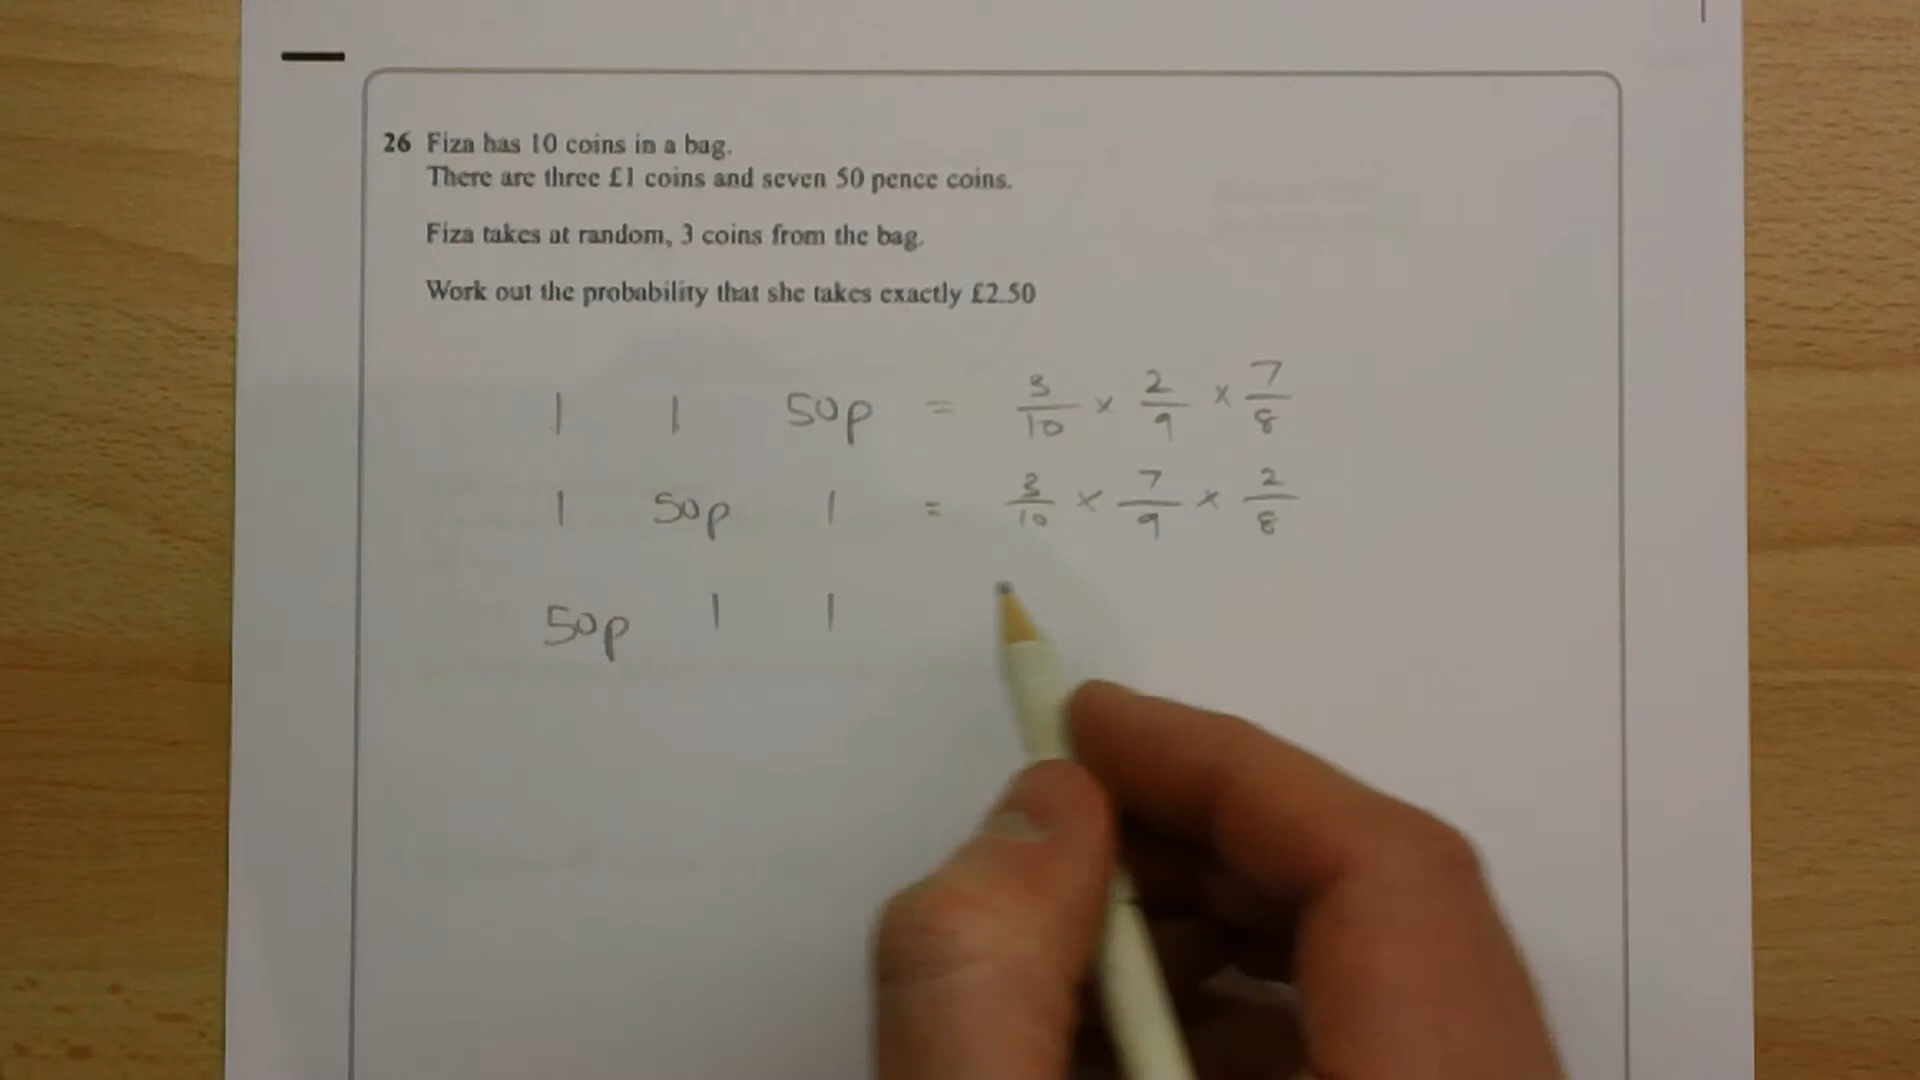 26 Fiza has 10 coins in a bag.
There are three £1 coins and seven 50 pence coins.
Fiza takes at random, 3 coins from the bag.
Work out the probability that she takes exactly £2.50
1 1 50p = 3/10 × 2/9 × 7/8
1 50p 1 = 3/10 × 7/9 × 2/8
50p 1 1